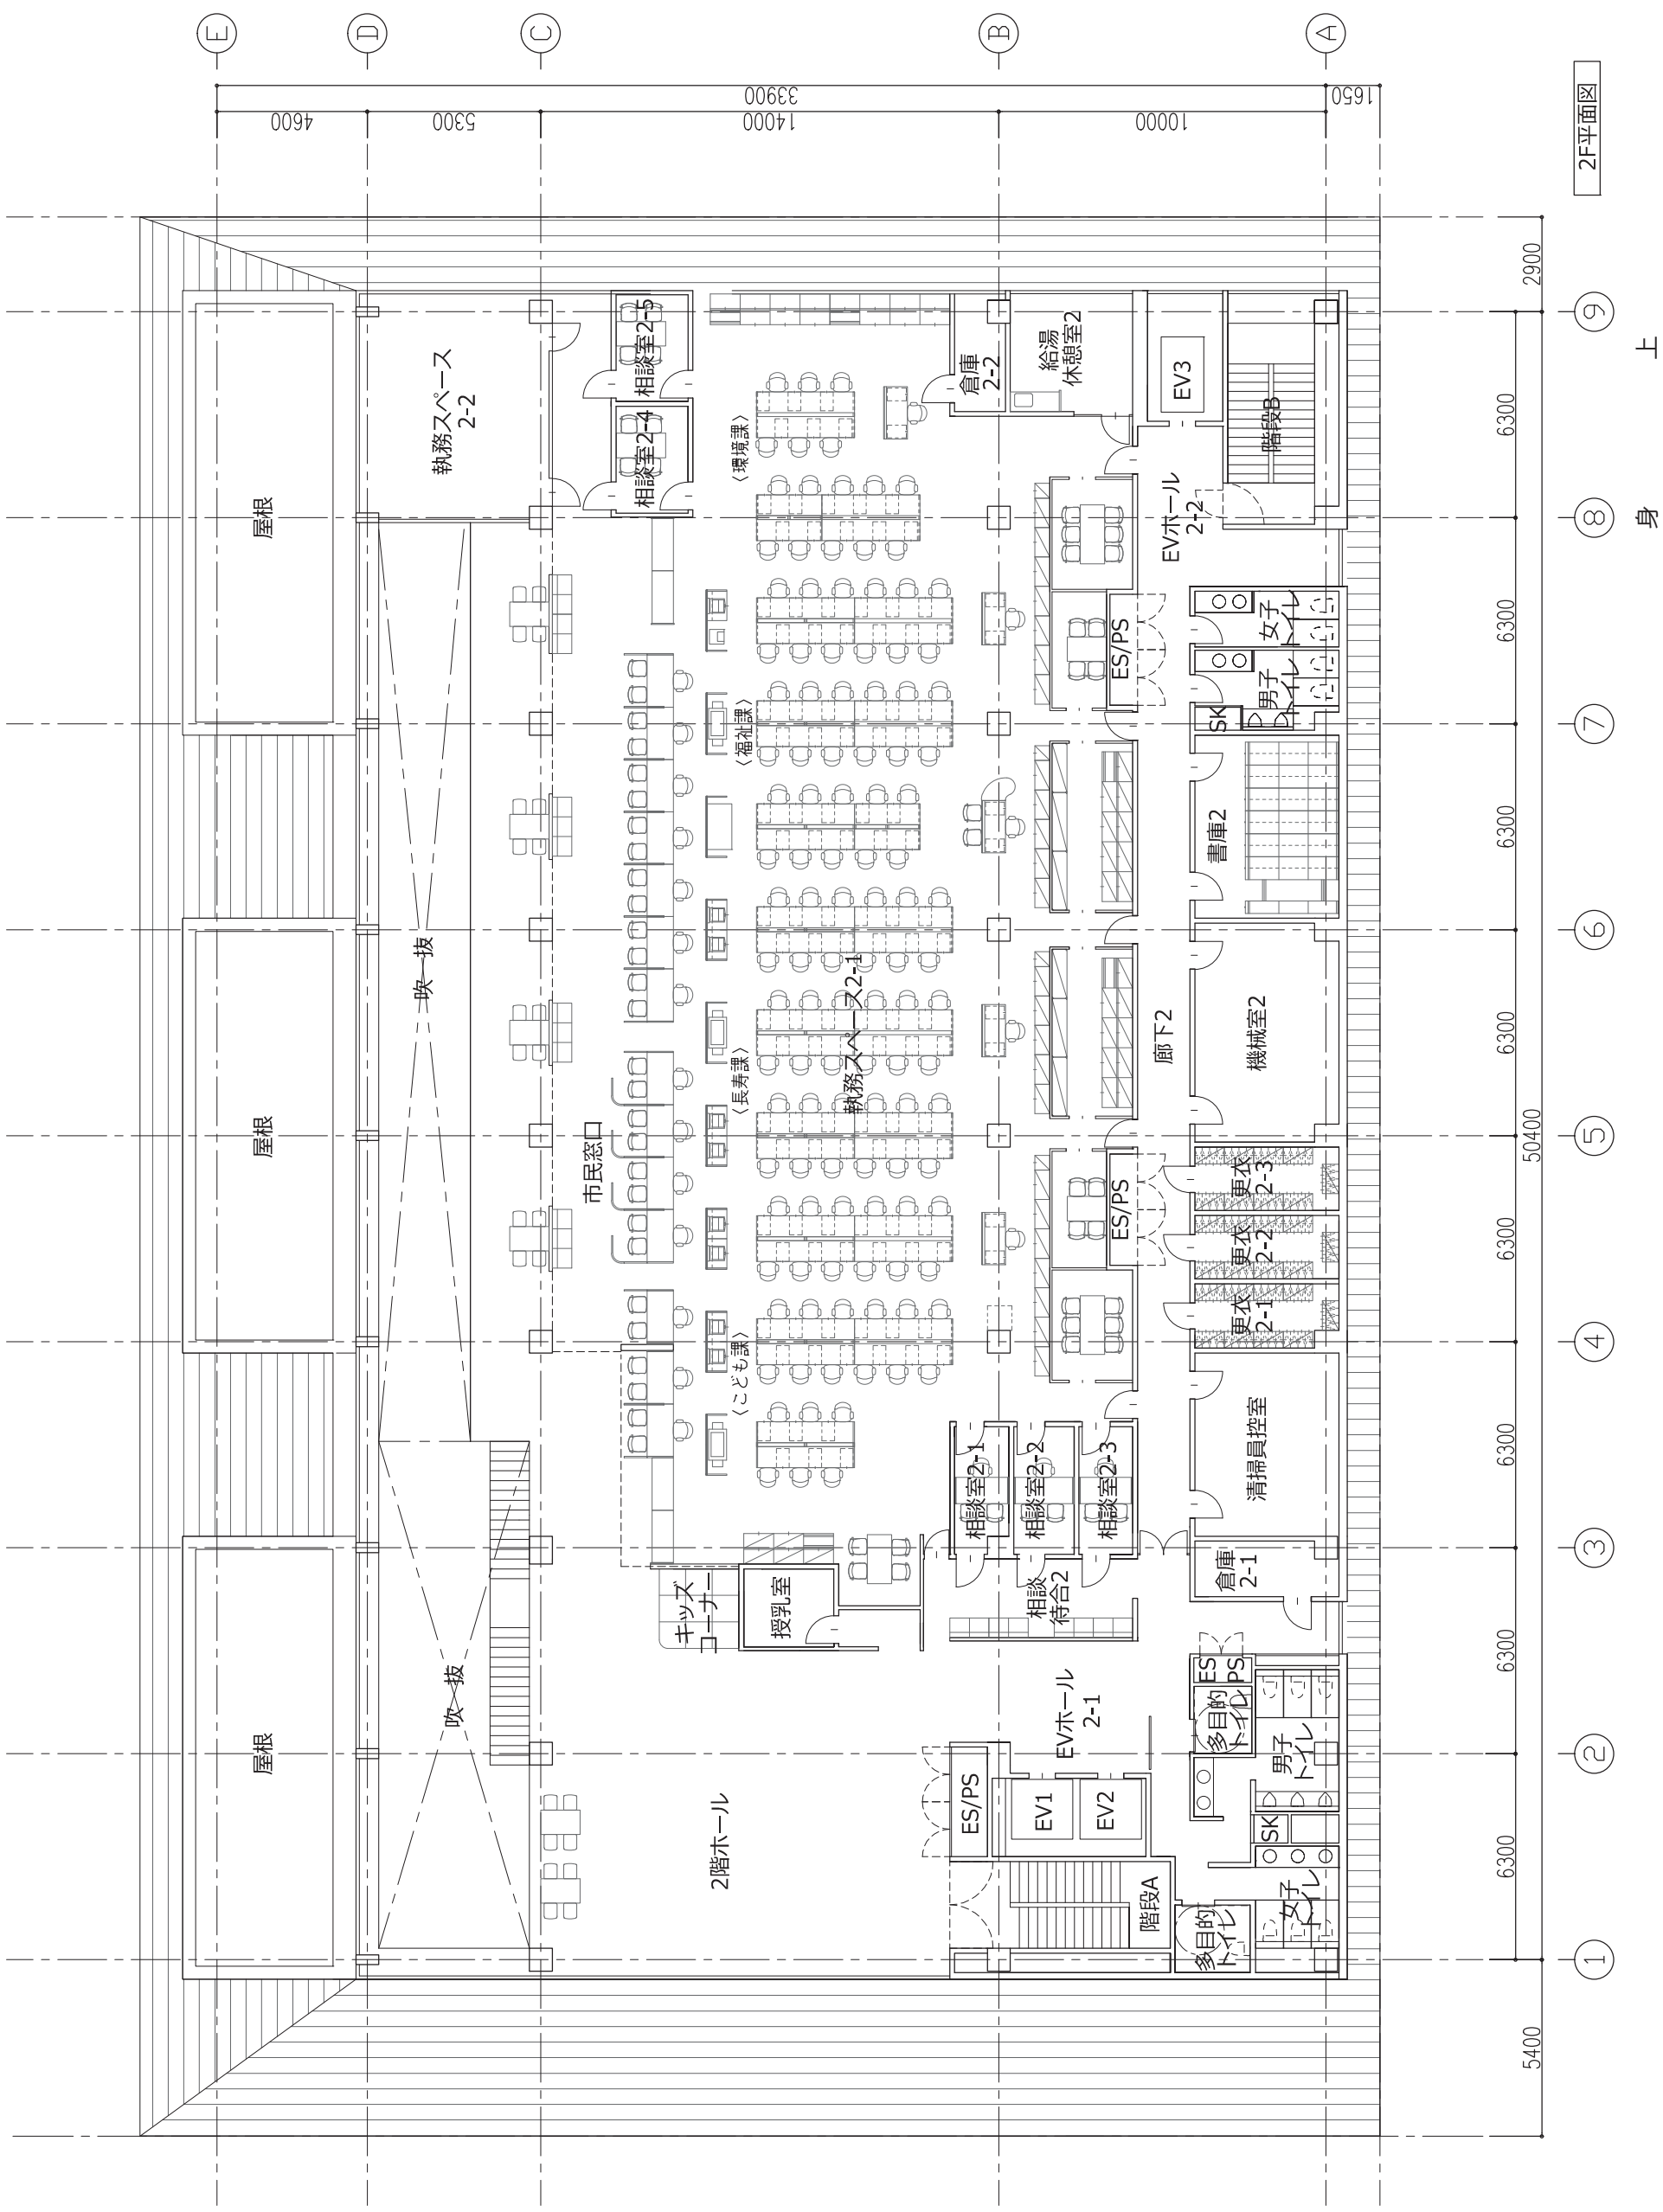 2F平面図
上
身
屋根
屋根
屋根
吹 抜
吹 抜
2階ホール
市民窓口
執務スペース
2-2
相談室2-4
相談室2-5
キッズ
コーナー
授乳室
〈こども課〉
〈長寿課〉
〈福祉課〉
〈環境課〉
執務スペース2-1
ES/PS
EV1
EV2
階段A
EVホール
2-1
相談
待合2
相談室2-1
相談室2-2
相談室2-3
ES/PS
ES/PS
倉庫
2-2
給湯
休憩室2
EV3
階段B
EVホール
2-2
廊下2
多目的
トイレ
女子
トイレ
SK
男子
トイレ
多目的
トイレ
ES
PS
倉庫
2-1
清掃員控室
更衣
2-1
更衣
2-2
更衣
2-3
機械室2
書庫2
SK
男子
トイレ
女子
トイレ
5400
6300
6300
6300
6300
6300
6300
6300
6300
2900
50400
1
2
3
4
5
6
7
8
9
E
D
C
B
A
4600
5300
14000
10000
33900
1650